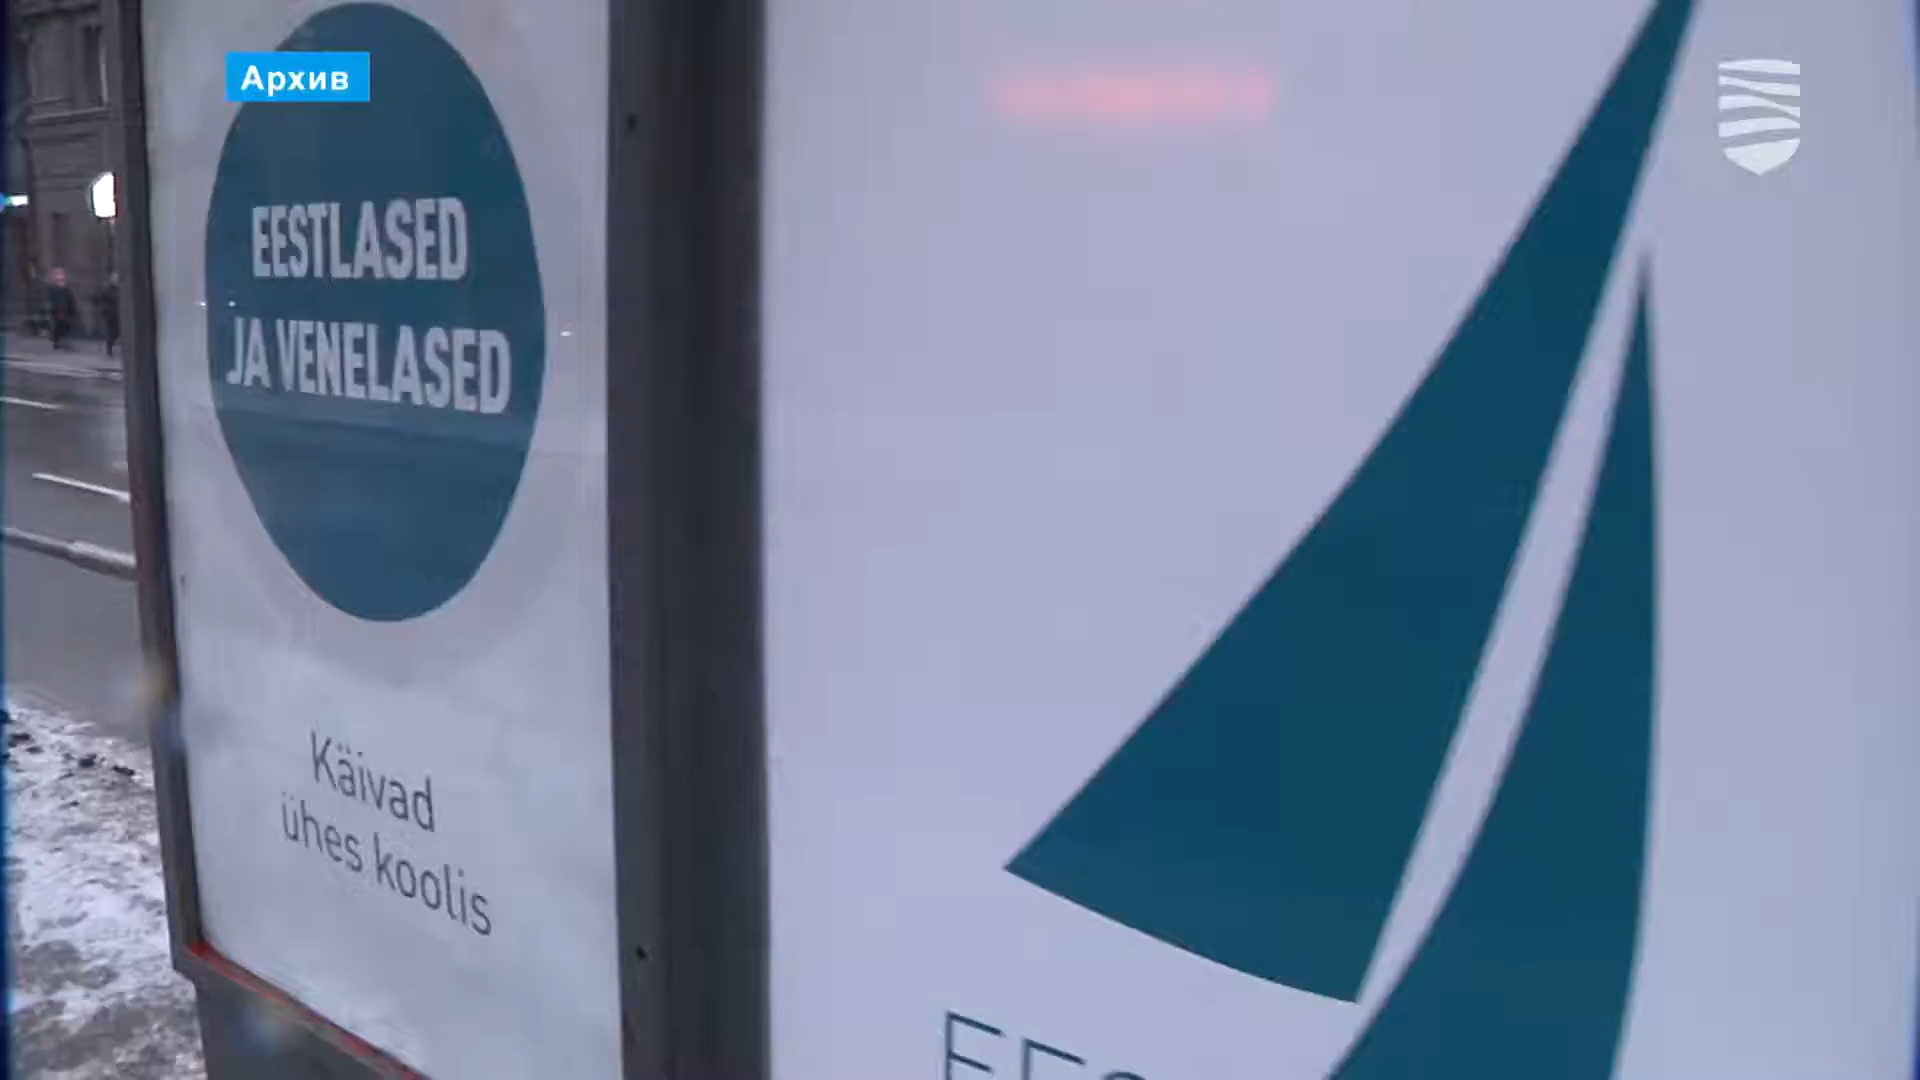 Архив
EESTLASED
JA VENELASED
Käivad
ühes koolis